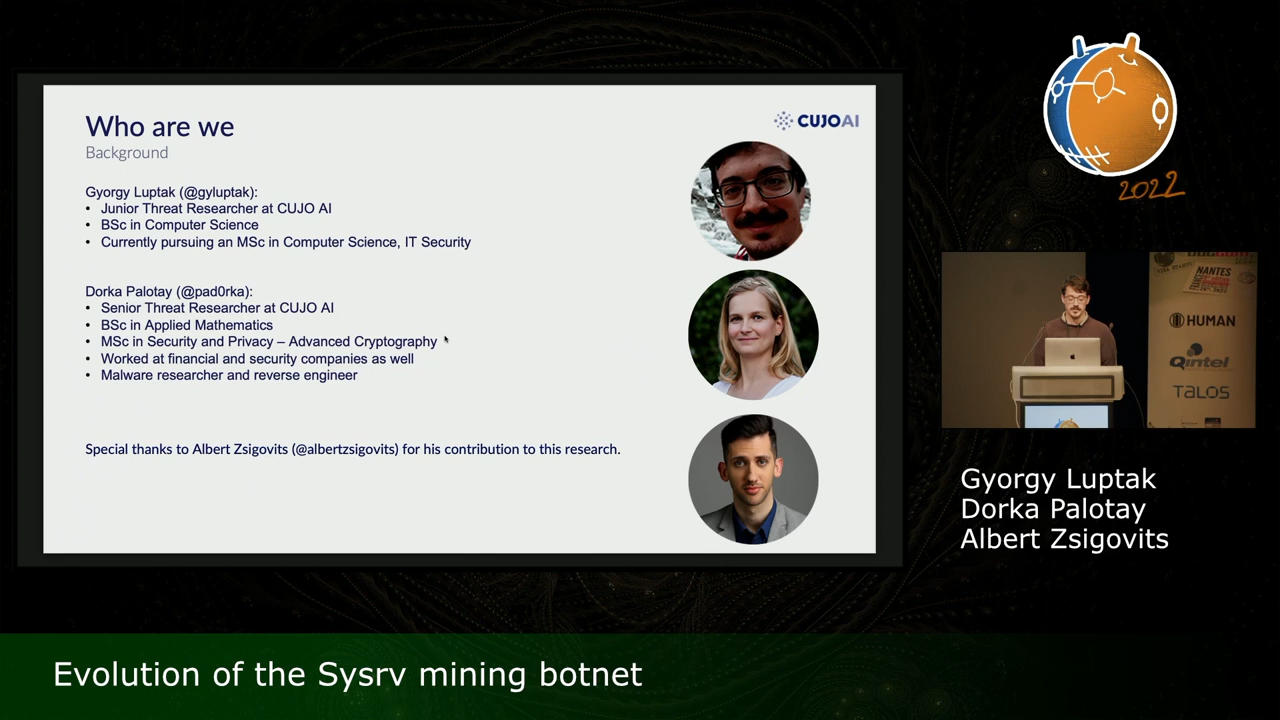 Who are we
Background
CUJOAI
Gyorgy Luptak (@gyluptak):
• Junior Threat Researcher at CUJO AI
• BSc in Computer Science
• Currently pursuing an MSc in Computer Science, IT Security
Dorka Palotay (@pad0rka):
• Senior Threat Researcher at CUJO AI
• BSc in Applied Mathematics
• MSc in Security and Privacy – Advanced Cryptography
• Worked at financial and security companies as well
• Malware researcher and reverse engineer
Special thanks to Albert Zsigovits (@albertzsigovits) for his contribution to this research.
2022
NANTES
HUMAN
Qintel
TALOS
Gyorgy Luptak
Dorka Palotay
Albert Zsigovits
Evolution of the Sysrv mining botnet